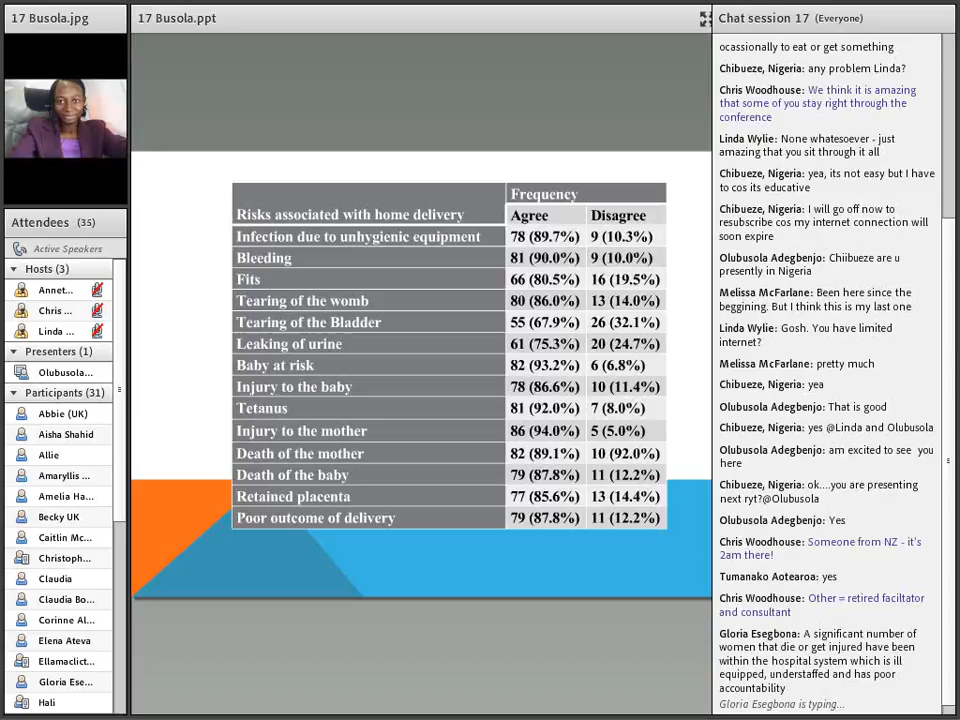 17 Busola.jpg
Attendees (35)
Active Speakers
Hosts (3)
Annet...
Chris ...
Linda ...
Presenters (1)
Olubusola...
Participants (31)
Abbie (UK)
Aisha Shahid
Allie
Amaryllis ...
Amelia Ha...
Becky UK
Caitlin Mc...
Christoph...
Claudia
Claudia Bo...
Corinne Al...
Elena Ateva
Ellamaclict...
Gloria Ese...
Hali
17 Busola.ppt
Frequency
Risks associated with home delivery Agree Disagree
Infection due to unhygienic equipment 78 (89.7%) 9 (10.3%)
Bleeding 81 (90.0%) 9 (10.0%)
Fits 66 (80.5%) 16 (19.5%)
Tearing of the womb 80 (86.0%) 13 (14.0%)
Tearing of the Bladder 55 (67.9%) 26 (32.1%)
Leaking of urine 61 (75.3%) 20 (24.7%)
Baby at risk 82 (93.2%) 6 (6.8%)
Injury to the baby 78 (86.6%) 10 (11.4%)
Tetanus 81 (92.0%) 7 (8.0%)
Injury to the mother 86 (94.0%) 5 (5.0%)
Death of the mother 82 (89.1%) 10 (92.0%)
Death of the baby 79 (87.8%) 11 (12.2%)
Retained placenta 77 (85.6%) 13 (14.4%)
Poor outcome of delivery 79 (87.8%) 11 (12.2%)
Chat session 17 (Everyone)
ocassionally to eat or get something
Chibueze, Nigeria: any problem Linda?
Chris Woodhouse: We think it is amazing
that some of you stay right through the
conference
Linda Wylie: None whatesoever - just
amazing that you sit through it all
Chibueze, Nigeria: yea, its not easy but I have
to cos its educative
Chibueze, Nigeria: I will go off now to
resubscribe cos my internet connection will
soon expire
Olubusola Adegbenjo: Chiibueze are u
presently in Nigeria
Melissa McFarlane: Been here since the
beggining. But I think this is my last one
Linda Wylie: Gosh. You have limited
internet?
Melissa McFarlane: pretty much
Chibueze, Nigeria: yea
Olubusola Adegbenjo: That is good
Chibueze, Nigeria: yes @Linda and Olubusola
Olubusola Adegbenjo: am excited to see you
here
Chibueze, Nigeria: ok....you are presenting
next ryt?@Olubusola
Olubusola Adegbenjo: Yes
Chris Woodhouse: Someone from NZ - it's
2am there!
Tumanako Aotearoa: yes
Chris Woodhouse: Other = retired faciltator
and consultant
Gloria Esegbona: A significant number of
women that die or get injured have been
within the hospital system which is ill
equipped, understaffed and has poor
accountability
Gloria Esegbona is typing...